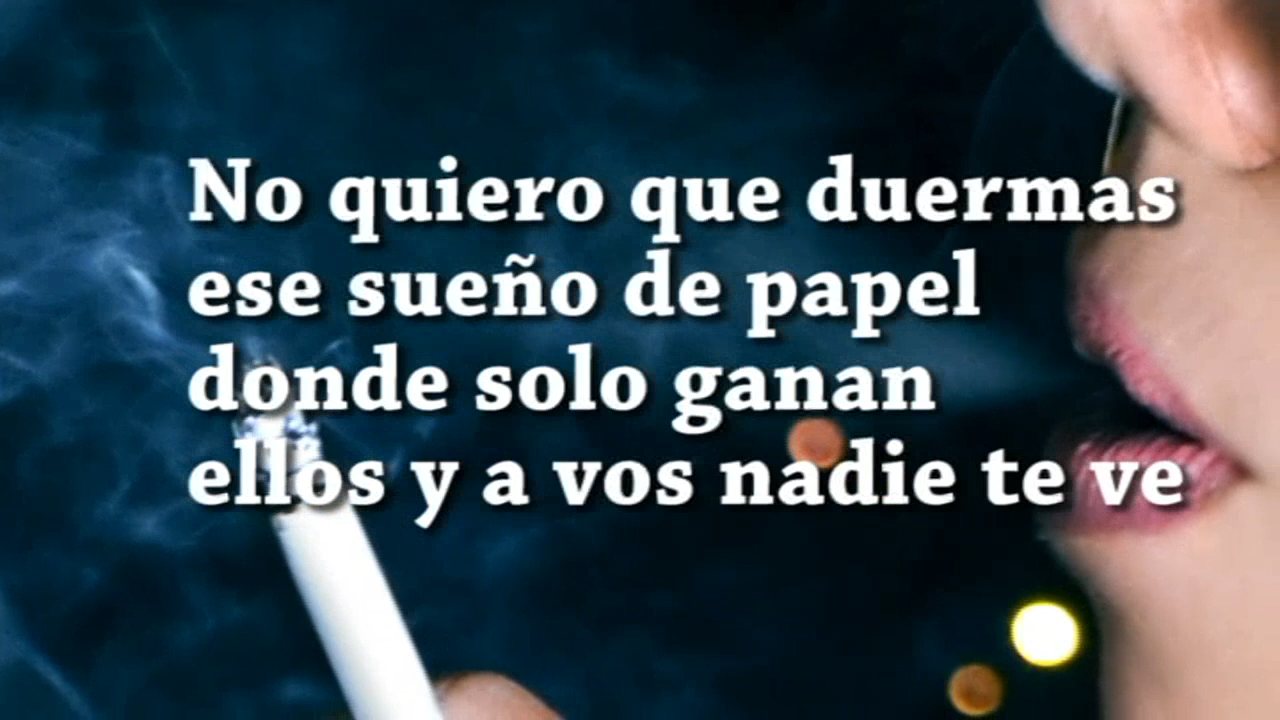 No quiero que duermas
ese sueño de papel
donde solo ganan
ellos y a vos nadie te ve